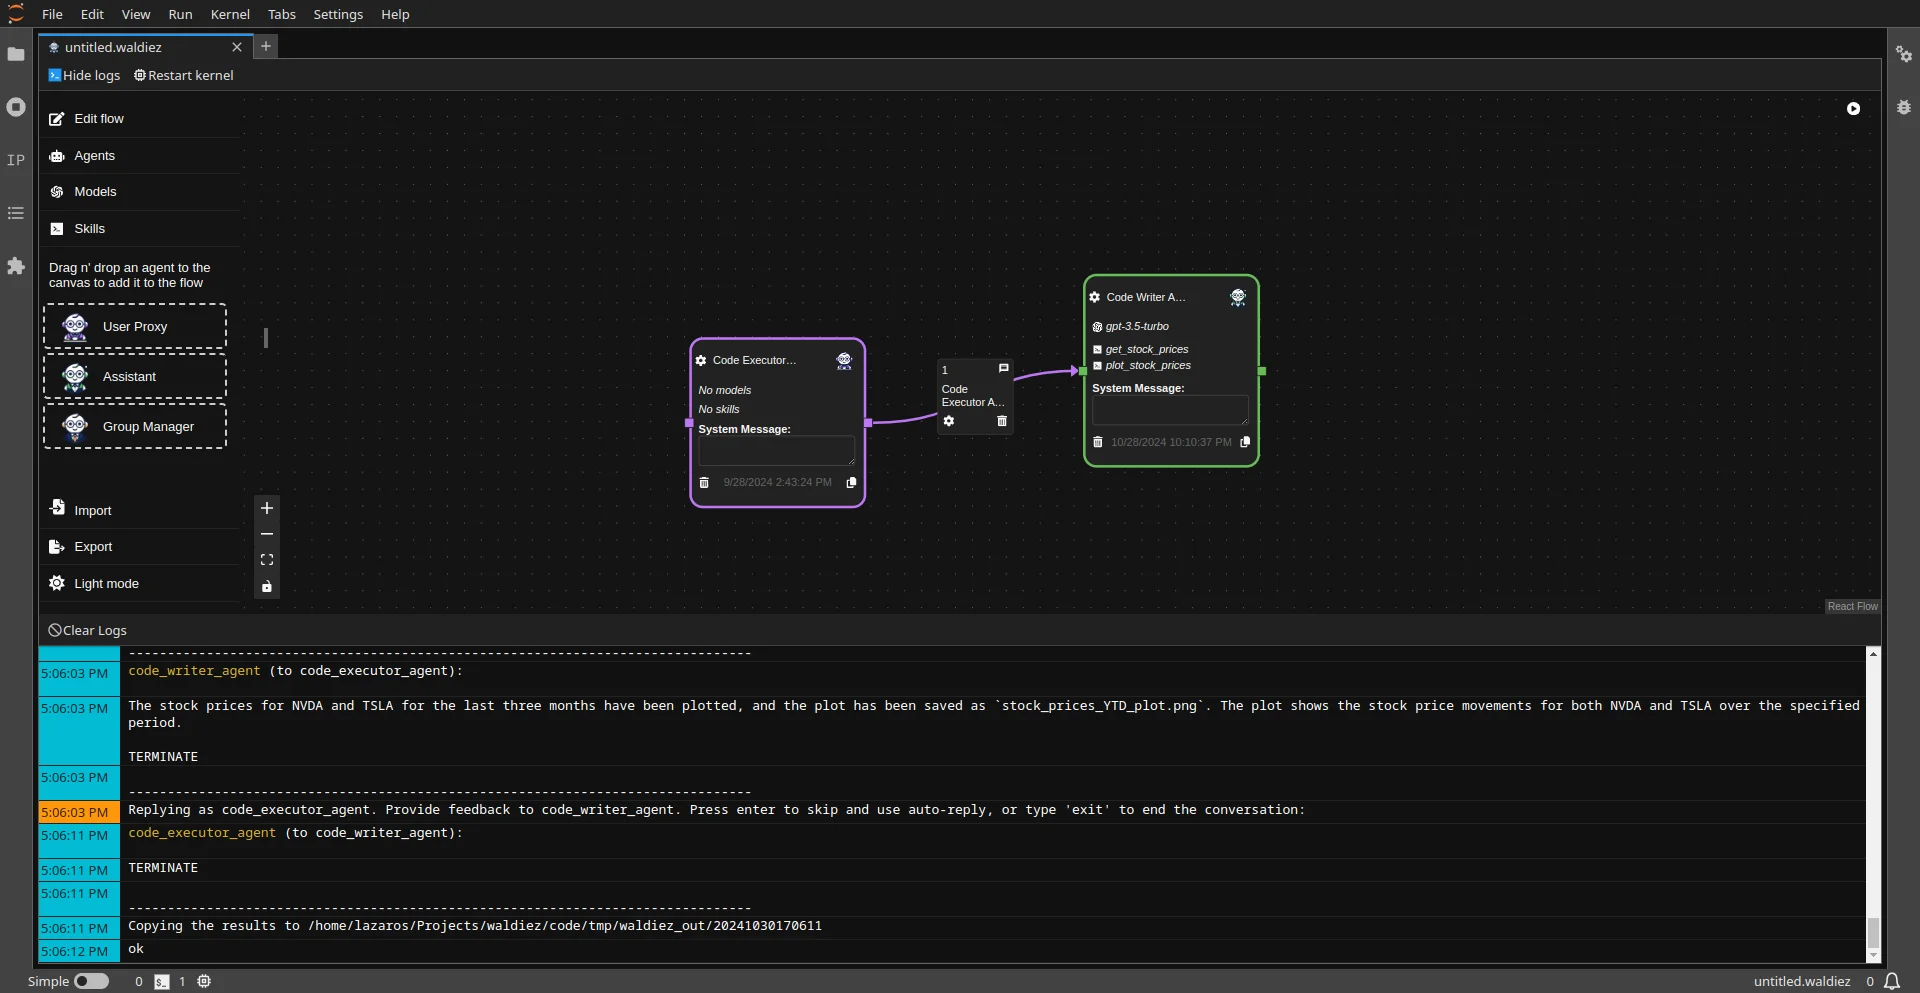 File Edit View Run Kernel Tabs Settings Help
untitled.waldiez
Hide logs Restart kernel
Edit flow
Agents
IP
Models
Skills
Drag n' drop an agent to the
canvas to add it to the flow
User Proxy
Assistant
Group Manager
Import
Export
Light mode
Code Executor...
No models
No skills
System Message:
9/28/2024 2:43:24 PM
1
Code
Executor A...
Code Writer A...
gpt-3.5-turbo
get_stock_prices
plot_stock_prices
System Message:
10/28/2024 10:10:37 PM
React Flow
Clear Logs
---------------------------------------------------------------------------
5:06:03 PM code_writer_agent (to code_executor_agent):
5:06:03 PM The stock prices for NVDA and TSLA for the last three months have been plotted, and the plot has been saved as `stock_prices_YTD_plot.png`. The plot shows the stock price movements for both NVDA and TSLA over the specified
period.
TERMINATE
5:06:03 PM
---------------------------------------------------------------------------
5:06:03 PM Replying as code_executor_agent. Provide feedback to code_writer_agent. Press enter to skip and use auto-reply, or type 'exit' to end the conversation:
5:06:11 PM code_executor_agent (to code_writer_agent):
5:06:11 PM TERMINATE
5:06:11 PM
---------------------------------------------------------------------------
5:06:11 PM Copying the results to /home/lazaros/Projects/waldiez/code/tmp/waldiez_out/20241030170611
5:06:12 PM ok
Simple 0 $_ 1 untitled.waldiez 0